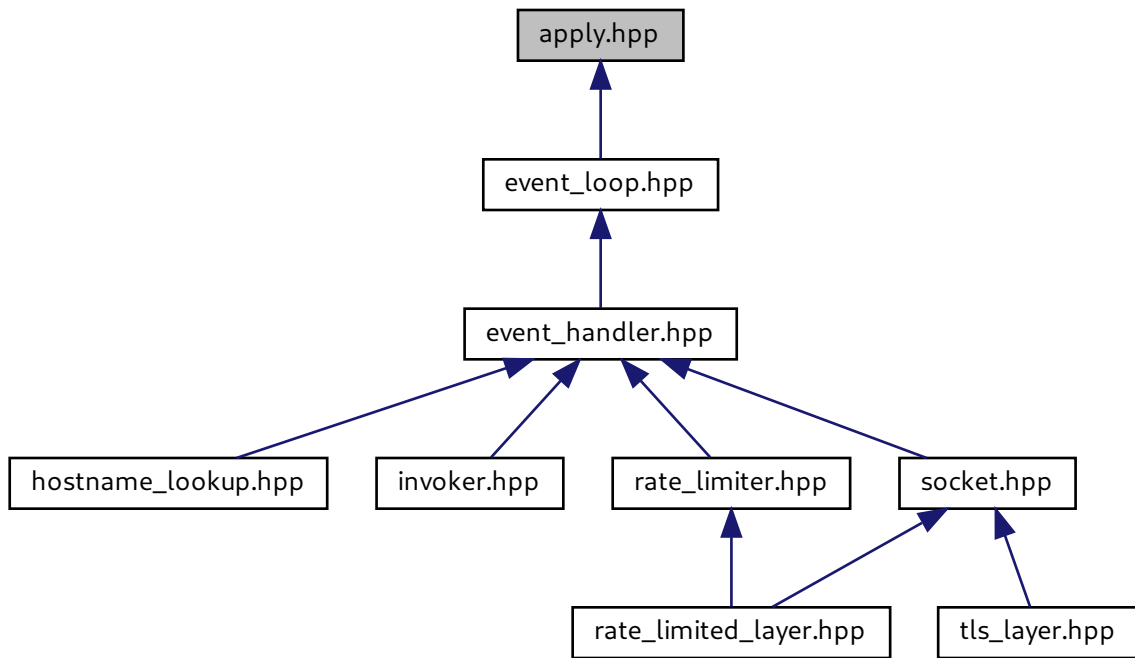 apply.hpp
event_loop.hpp
event_handler.hpp
hostname_lookup.hpp
invoker.hpp
rate_limiter.hpp
socket.hpp
rate_limited_layer.hpp
tls_layer.hpp